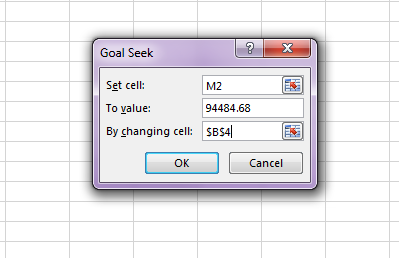 Goal Seek
Set cell: M2
To value: 94484.68
By changing cell: $B$4
OK Cancel